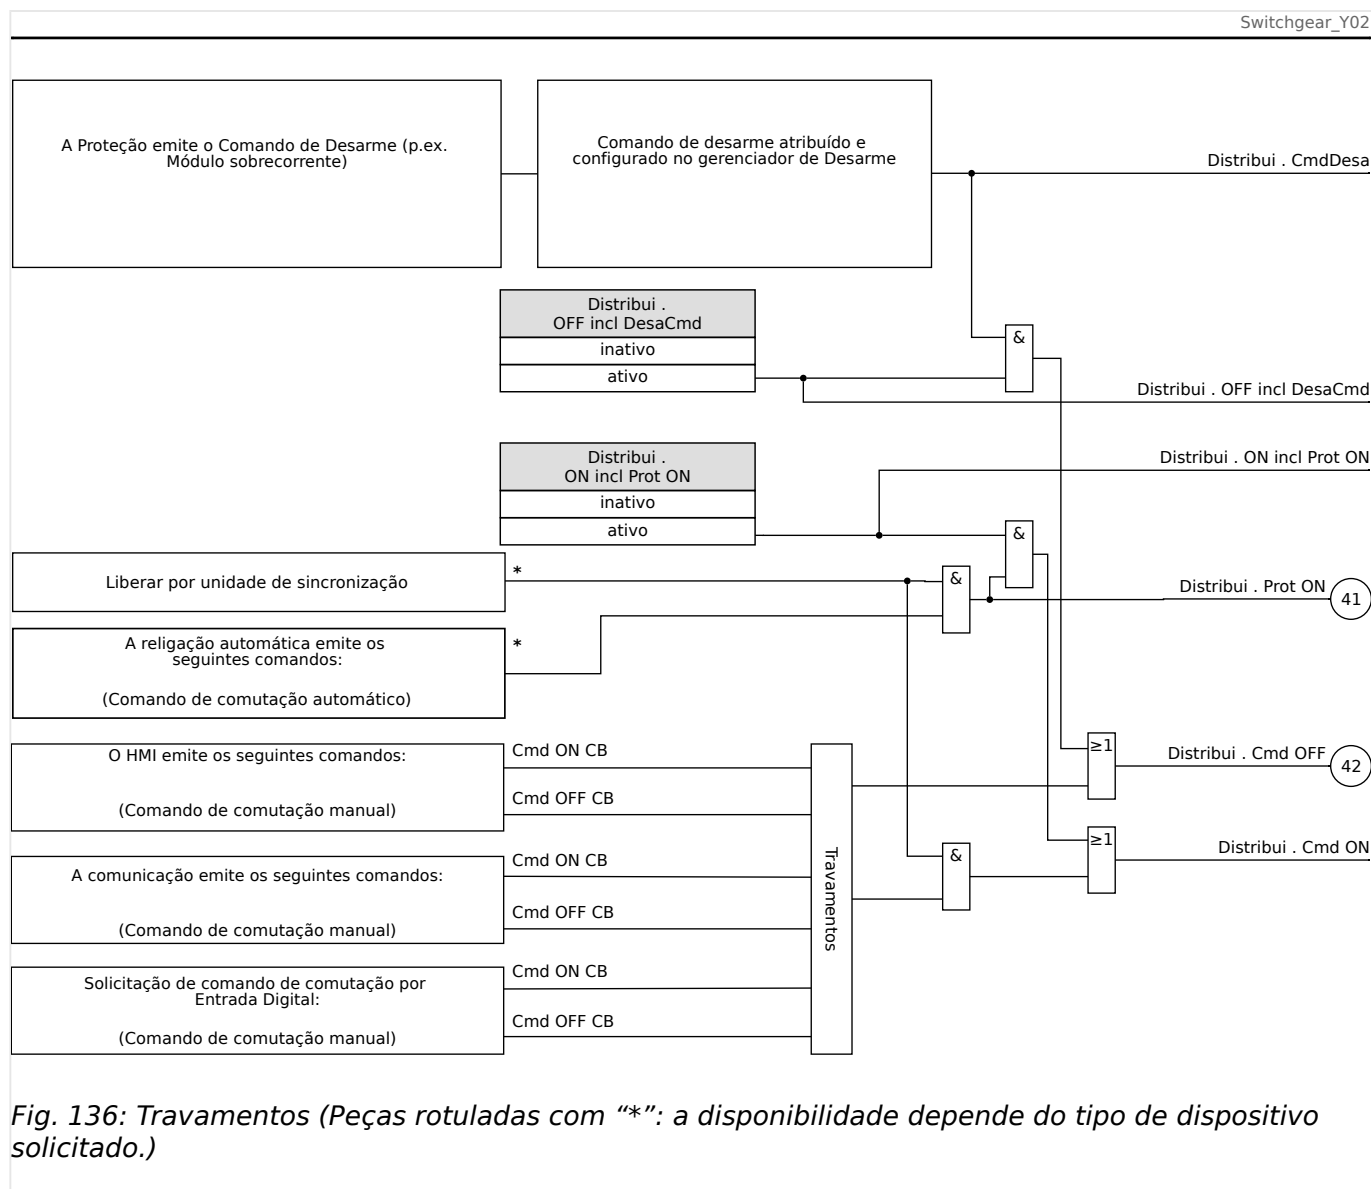 Switchgear_Y02
A Proteção emite o Comando de Desarme (p.ex.
Módulo sobrecorrente)
Comando de desarme atribuído e
configurado no gerenciador de Desarme
Distribui . CmdDesa
Distribui .
OFF incl DesaCmd
inativo
ativo
&
Distribui . OFF incl DesaCmd
Distribui .
ON incl Prot ON
inativo
ativo
Distribui . ON incl Prot ON
&
Liberar por unidade de sincronização
*
&
Distribui . Prot ON
41
A religação automática emite os
seguintes comandos:
(Comando de comutação automático)
*
O HMI emite os seguintes comandos:
(Comando de comutação manual)
Cmd ON CB
Cmd OFF CB
≥1
Distribui . Cmd OFF
42
A comunicação emite os seguintes comandos:
(Comando de comutação manual)
Cmd ON CB
Cmd OFF CB
Travamentos
&
≥1
Distribui . Cmd ON
Solicitação de comando de comutação por
Entrada Digital:
(Comando de comutação manual)
Cmd ON CB
Cmd OFF CB
Fig. 136: Travamentos (Peças rotuladas com “*”: a disponibilidade depende do tipo de dispositivo
solicitado.)